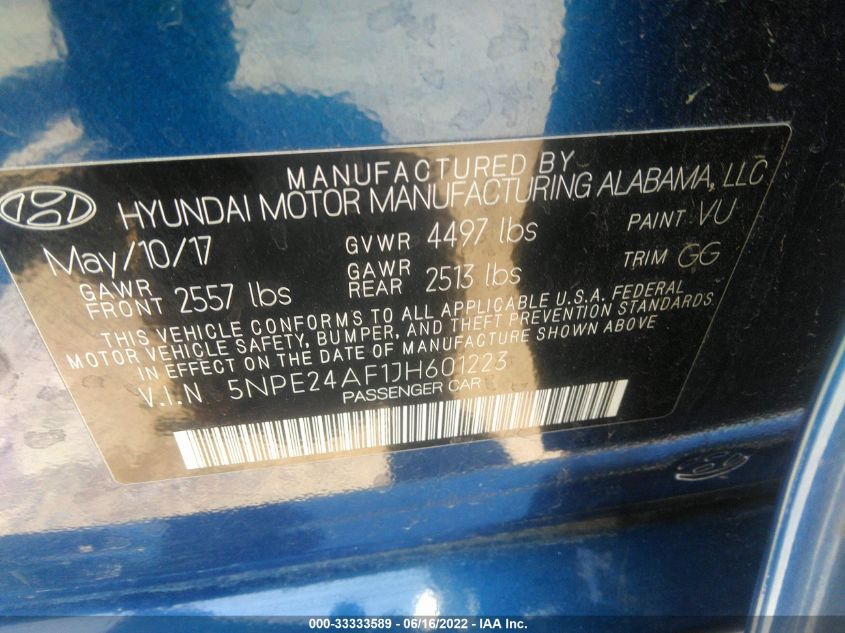 MANUFACTURED BY
HYUNDAI MOTOR MANUFACTURING ALABAMA, LLC
May/10/17 GVWR 4497 lbs PAINT VU
GAWR FRONT 2557 lbs GAWR REAR 2513 lbs TRIM GG
THIS VEHICLE CONFORMS TO ALL APPLICABLE U.S.A. FEDERAL
MOTOR VEHICLE SAFETY, BUMPER, AND THEFT PREVENTION STANDARDS
IN EFFECT ON THE DATE OF MANUFACTURE SHOWN ABOVE
V.I.N 5NPE24AF1JH601223
PASSENGER CAR
000-33333589 - 06/16/2022 - IAA Inc.